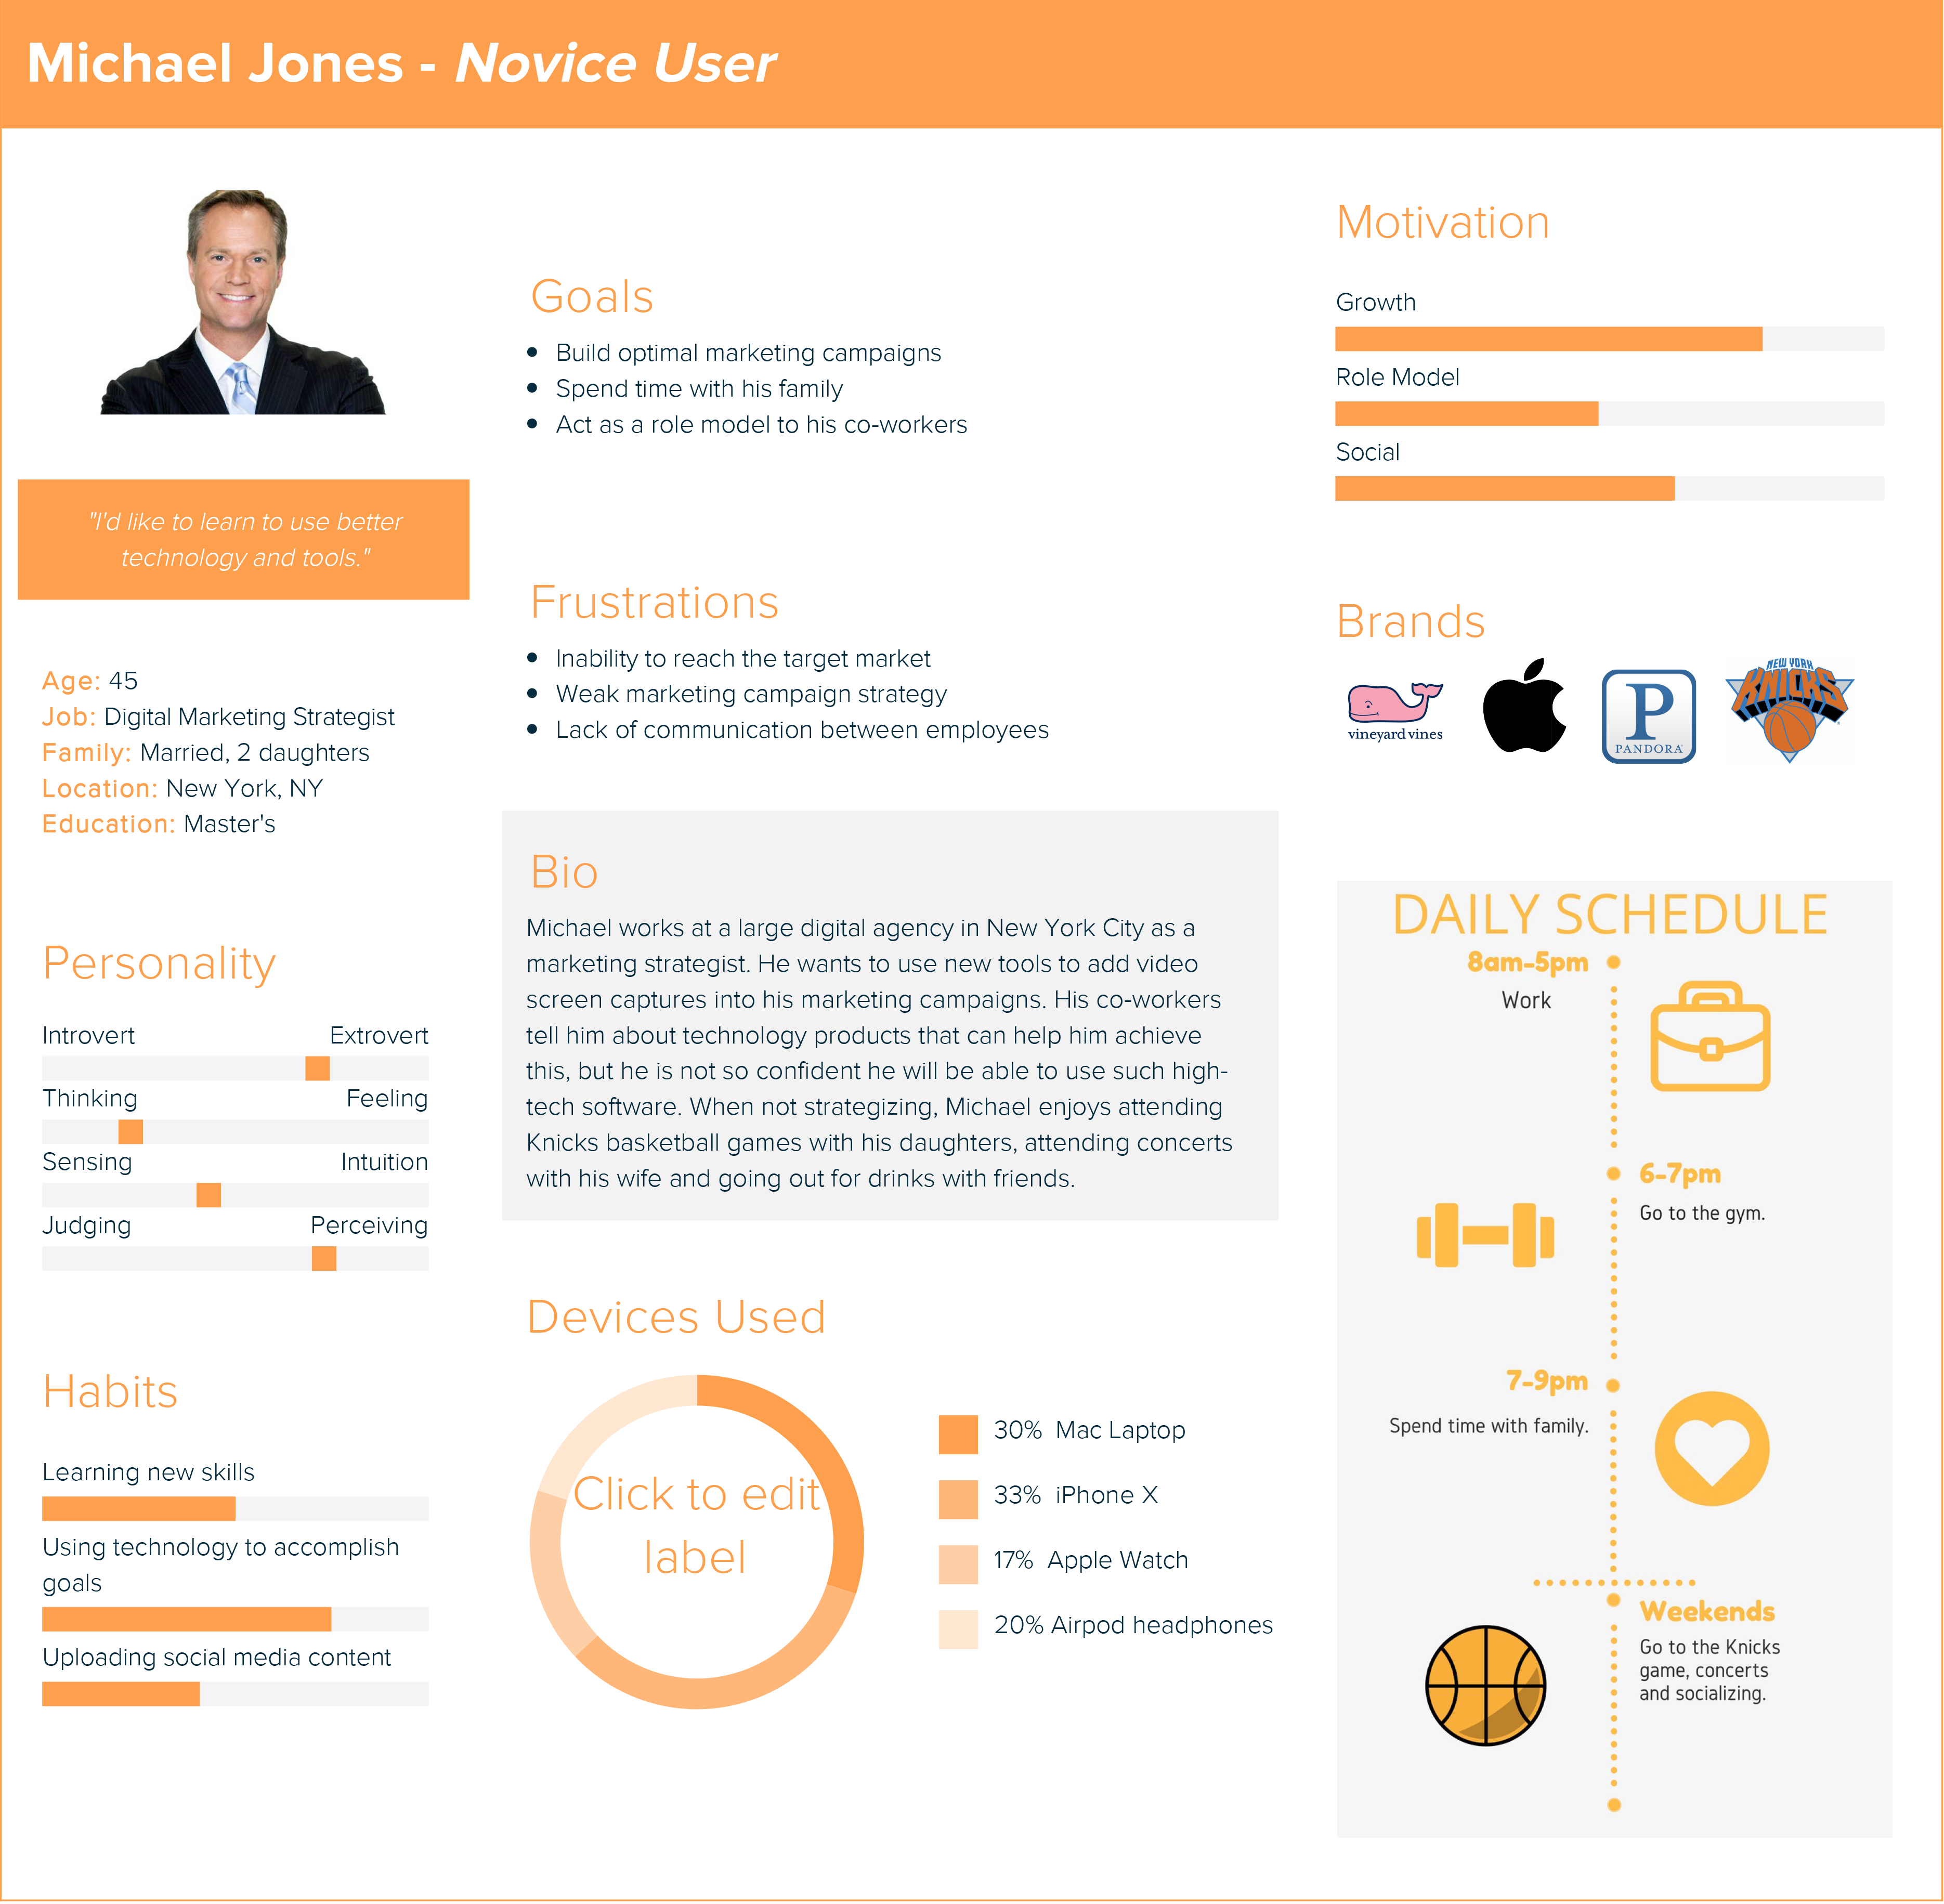 Michael Jones - Novice User
"I'd like to learn to use better
technology and tools."
Age: 45
Job: Digital Marketing Strategist
Family: Married, 2 daughters
Location: New York, NY
Education: Master's
Personality
Introvert Extrovert
Thinking Feeling
Sensing Intuition
Judging Perceiving
Habits
Learning new skills
Using technology to accomplish
goals
Uploading social media content
Goals
• Build optimal marketing campaigns
• Spend time with his family
• Act as a role model to his co-workers
Frustrations
• Inability to reach the target market
• Weak marketing campaign strategy
• Lack of communication between employees
Bio
Michael works at a large digital agency in New York City as a
marketing strategist. He wants to use new tools to add video
screen captures into his marketing campaigns. His co-workers
tell him about technology products that can help him achieve
this, but he is not so confident he will be able to use such high-
tech software. When not strategizing, Michael enjoys attending
Knicks basketball games with his daughters, attending concerts
with his wife and going out for drinks with friends.
Devices Used
Click to edit
label
30% Mac Laptop
33% iPhone X
17% Apple Watch
20% Airpod headphones
Motivation
Growth
Role Model
Social
Brands
vineyard vines
P
PANDORA
NEW YORK
KNICKS
DAILY SCHEDULE
8am-5pm
Work
6-7pm
Go to the gym.
7-9pm
Spend time with family.
Weekends
Go to the Knicks
game, concerts
and socializing.